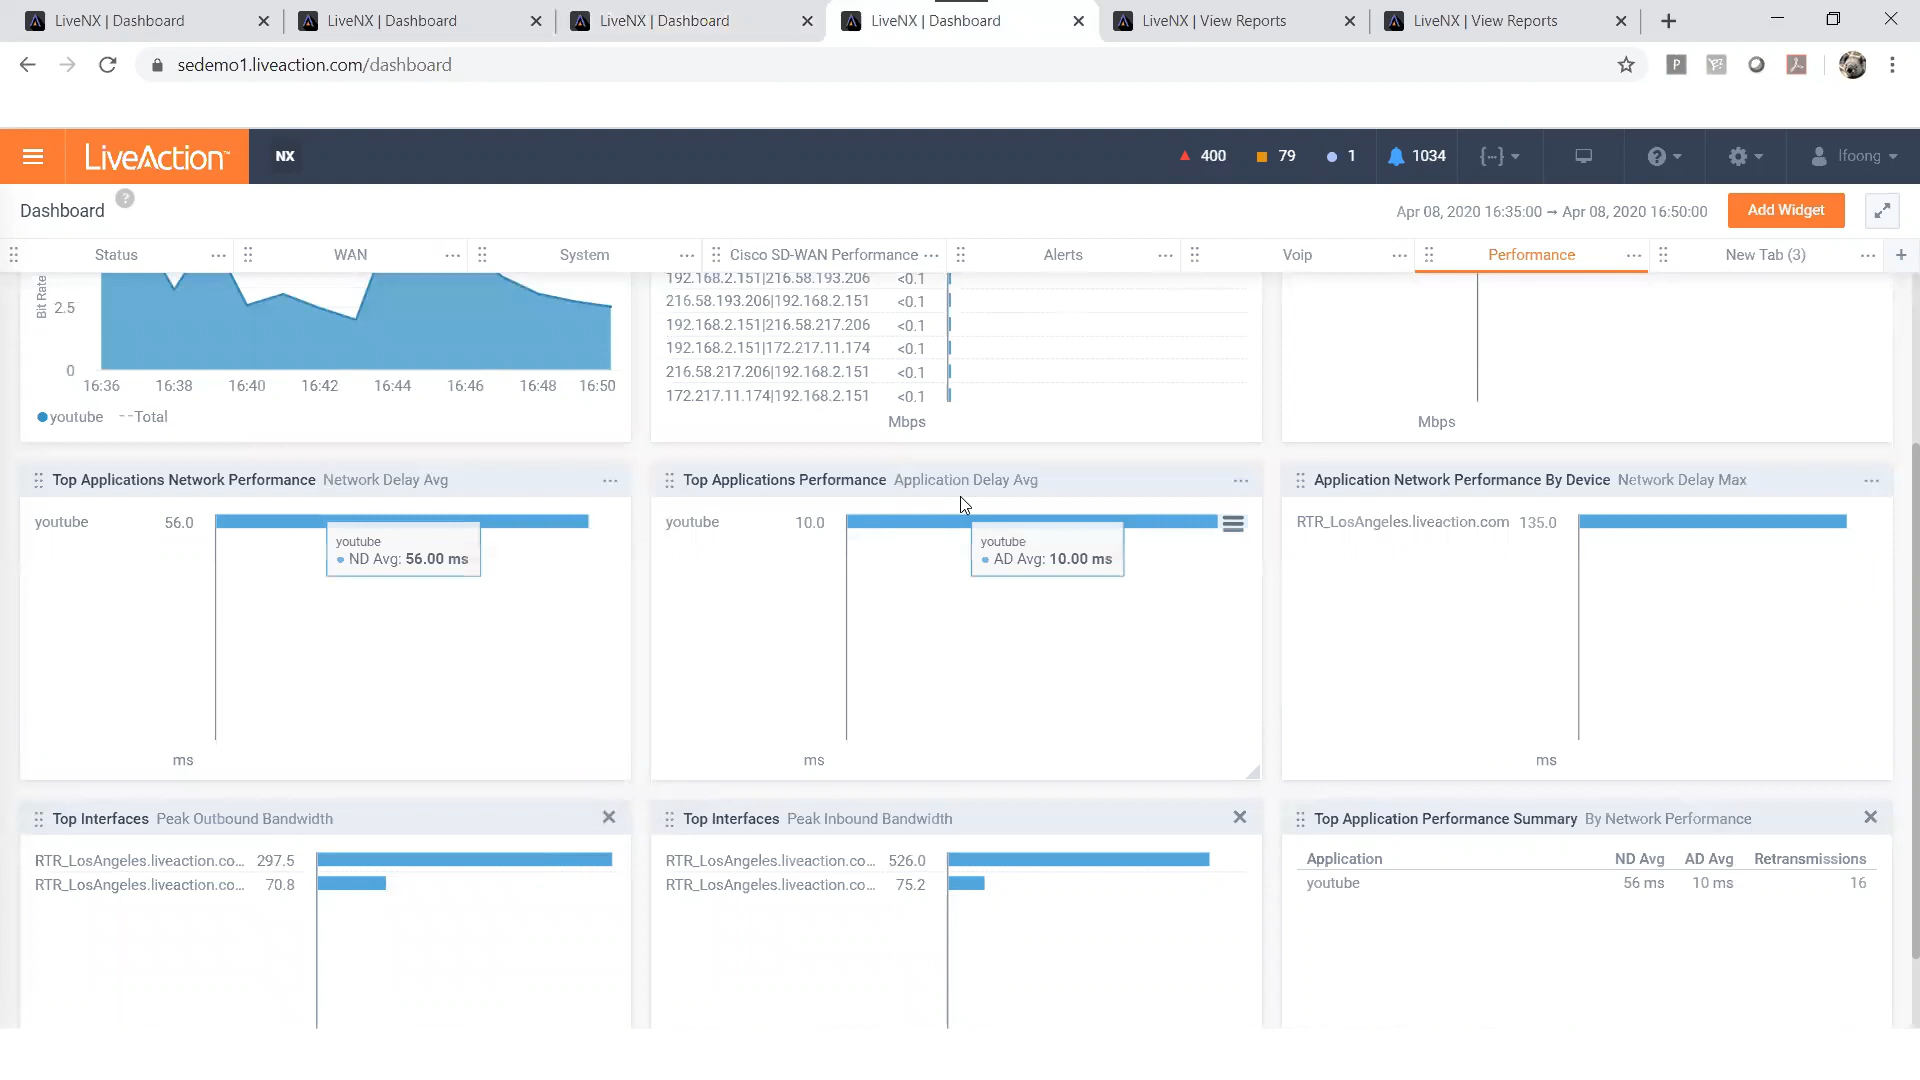 LiveNX | Dashboard
LiveNX | Dashboard
LiveNX | Dashboard
LiveNX | Dashboard
LiveNX | View Reports
LiveNX | View Reports
sedemo1.liveaction.com/dashboard
P
LiveAction™
NX
400
79
1
1034
{···}
?
lfoong
Dashboard
?
Apr 08, 2020 16:35:00 → Apr 08, 2020 16:50:00
Add Widget
Status
WAN
System
Cisco SD-WAN Performance
Alerts
Voip
Performance
New Tab (3)
+
Bit Rate
2.5
0
16:36
16:38
16:40
16:42
16:44
16:46
16:48
16:50
youtube
--Total
192.168.2.151|216.58.193.206 <0.1
216.58.193.206|192.168.2.151 <0.1
192.168.2.151|216.58.217.206 <0.1
192.168.2.151|172.217.11.174 <0.1
216.58.217.206|192.168.2.151 <0.1
172.217.11.174|192.168.2.151 <0.1
Mbps
Mbps
Top Applications Network Performance Network Delay Avg
youtube 56.0
youtube
ND Avg: 56.00 ms
ms
Top Applications Performance Application Delay Avg
youtube 10.0
youtube
AD Avg: 10.00 ms
ms
Application Network Performance By Device Network Delay Max
RTR_LosAngeles.liveaction.com 135.0
ms
Top Interfaces Peak Outbound Bandwidth
RTR_LosAngeles.liveaction.co... 297.5
RTR_LosAngeles.liveaction.co... 70.8
Top Interfaces Peak Inbound Bandwidth
RTR_LosAngeles.liveaction.co... 526.0
RTR_LosAngeles.liveaction.co... 75.2
Top Application Performance Summary By Network Performance
Application ND Avg AD Avg Retransmissions
youtube 56 ms 10 ms 16